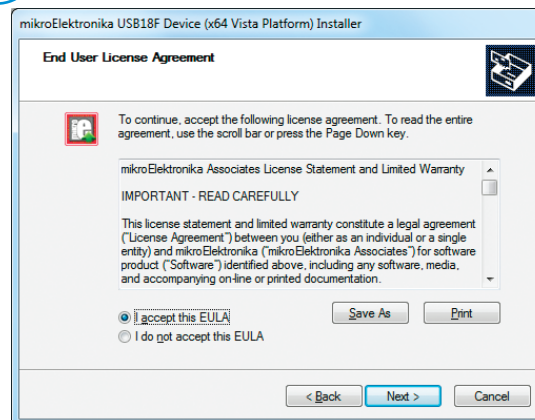 mikroElektronika USB18F Device (x64 Vista Platform) Installer
End User License Agreement
To continue, accept the following license agreement. To read the entire
agreement, use the scroll bar or press the Page Down key.
mikroElektronika Associates License Statement and Limited Warranty
IMPORTANT - READ CAREFULLY
This license statement and limited warranty constitute a legal agreement
("License Agreement") between you (either as an individual or a single
entity) and mikroElektronika ("mikroElektronika Associates") for software
product ("Software") identified above, including any software, media,
and accompanying on-line or printed documentation.
I accept this EULA
Save As
Print
I do not accept this EULA
< Back
Next >
Cancel